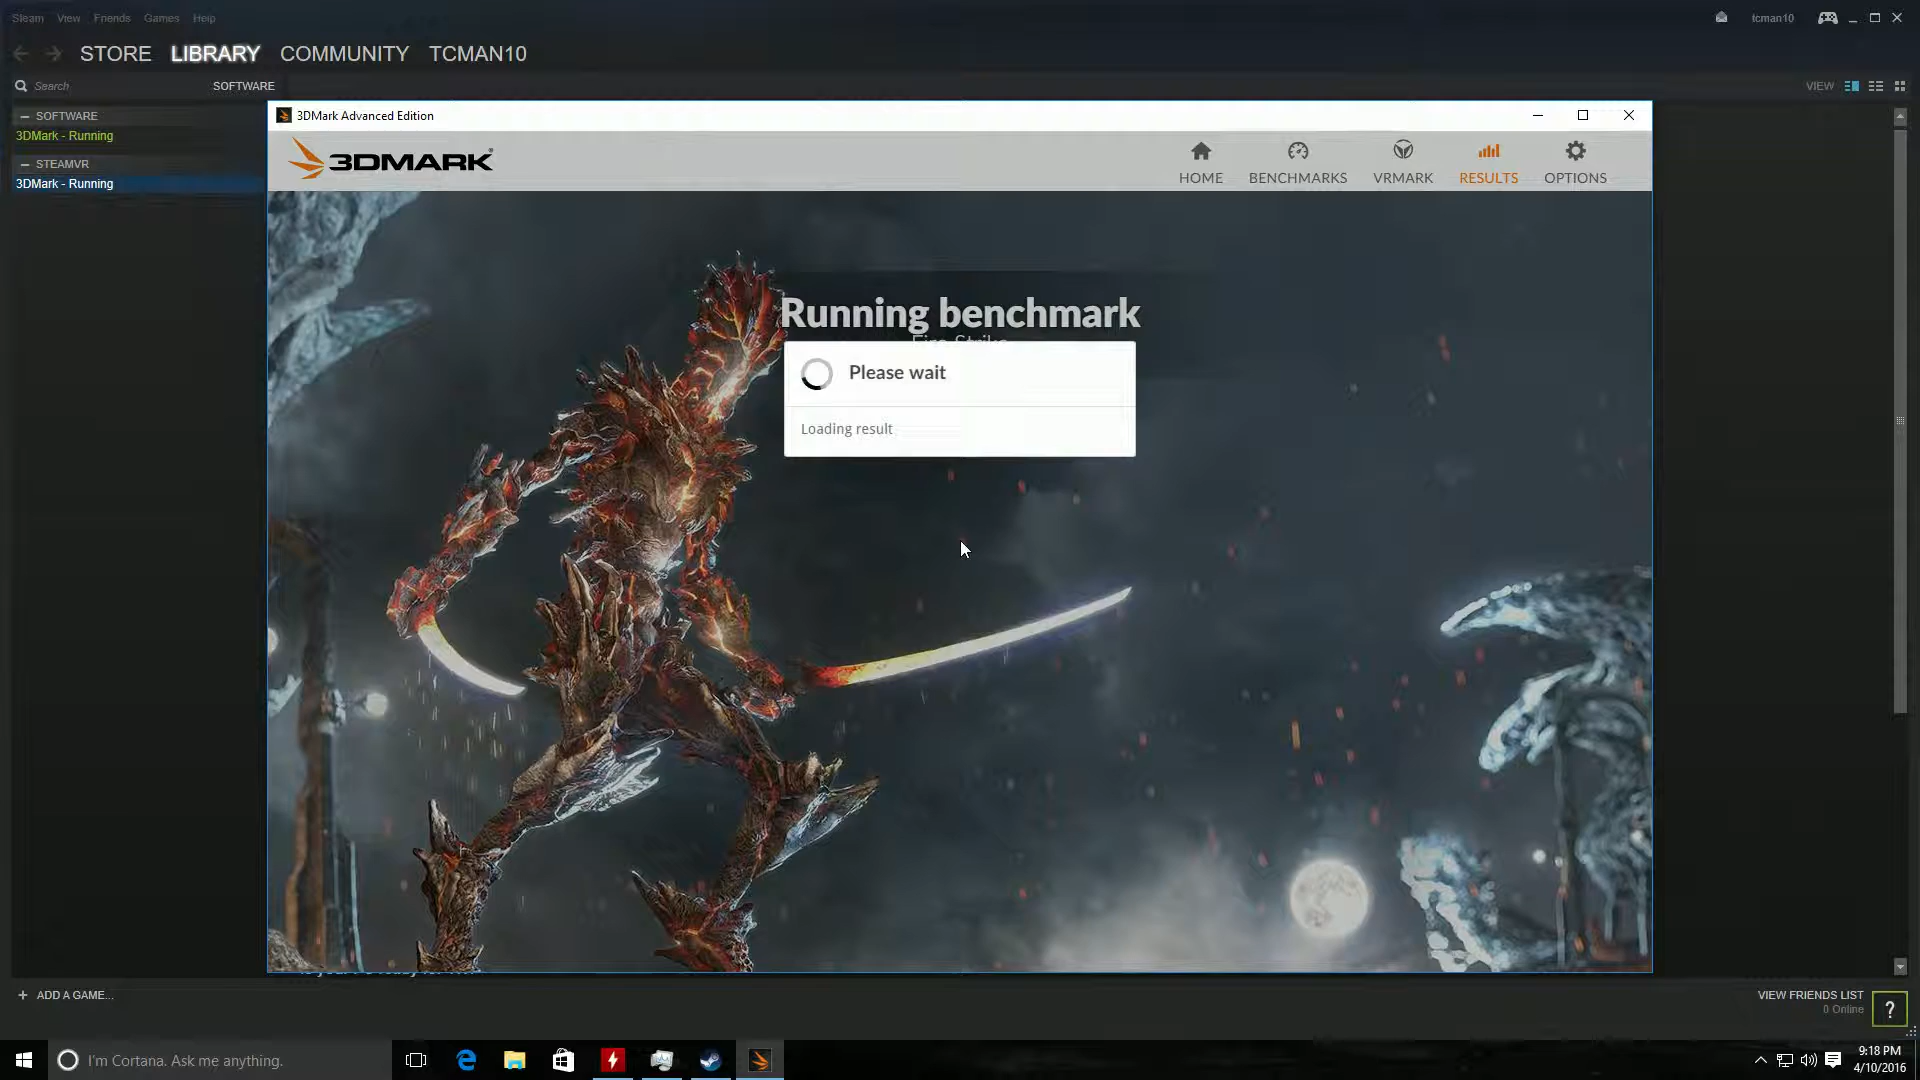 Steam View Friends Games Help
tcman10
STORE LIBRARY COMMUNITY TCMAN10
Search
SOFTWARE
VIEW
— SOFTWARE
3DMark - Running
— STEAMVR
3DMark - Running
3DMark Advanced Edition
3DMARK
HOME BENCHMARKS VRMARK RESULTS OPTIONS
Running benchmark
Fire Strike
Please wait
Loading result
+ ADD A GAME...
VIEW FRIENDS LIST
0 Online
?
I'm Cortana. Ask me anything.
9:18 PM
4/10/2016